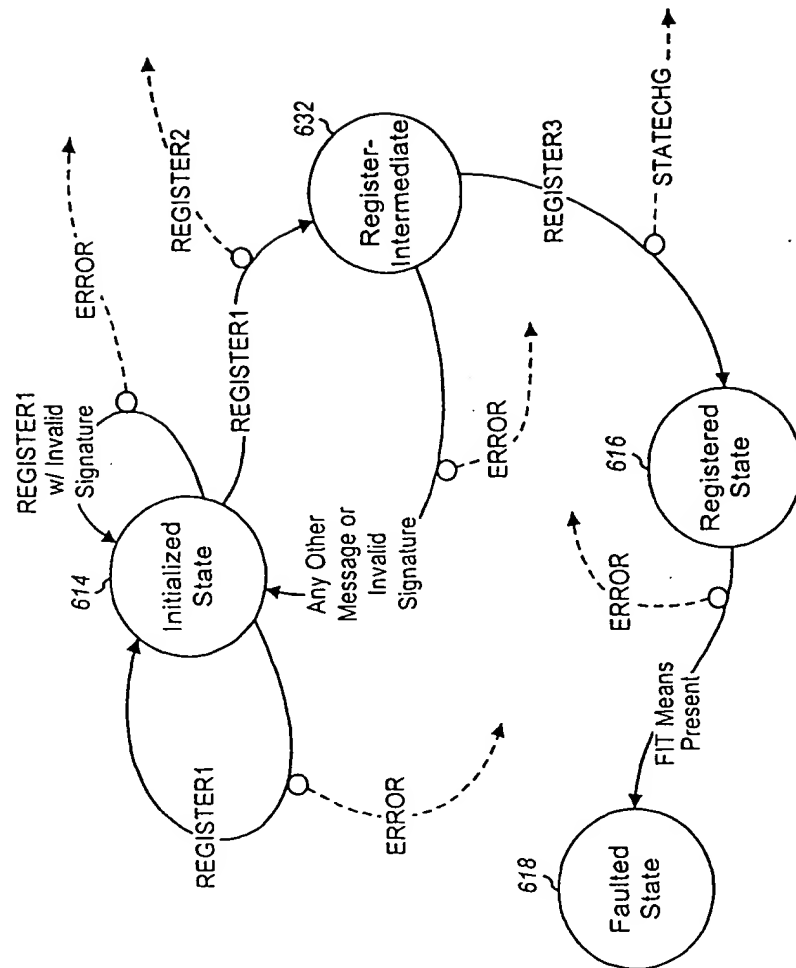 ERROR
REGISTER1
w/ Invalid
Signature
REGISTER2
614
Initialized
State
REGISTER1
632
Register-
Intermediate
REGISTER1
ERROR
Any Other
Message or
Invalid
Signature
ERROR
REGISTER3
STATECHG
616
Registered
State
ERROR
FIT Means
Present
618
Faulted
State